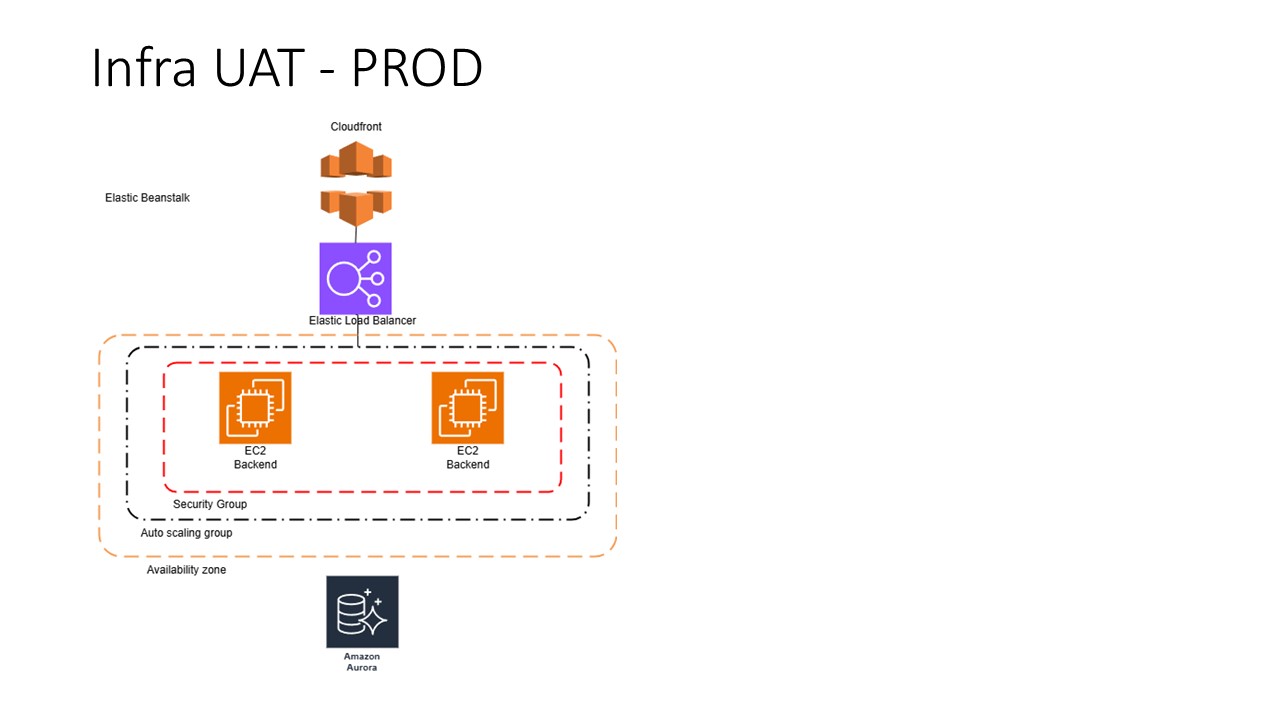 Infra UAT - PROD
Cloudfront
Elastic Beanstalk
Elastic Load Balancer
EC2
Backend
EC2
Backend
Security Group
Auto scaling group
Availability zone
Amazon
Aurora